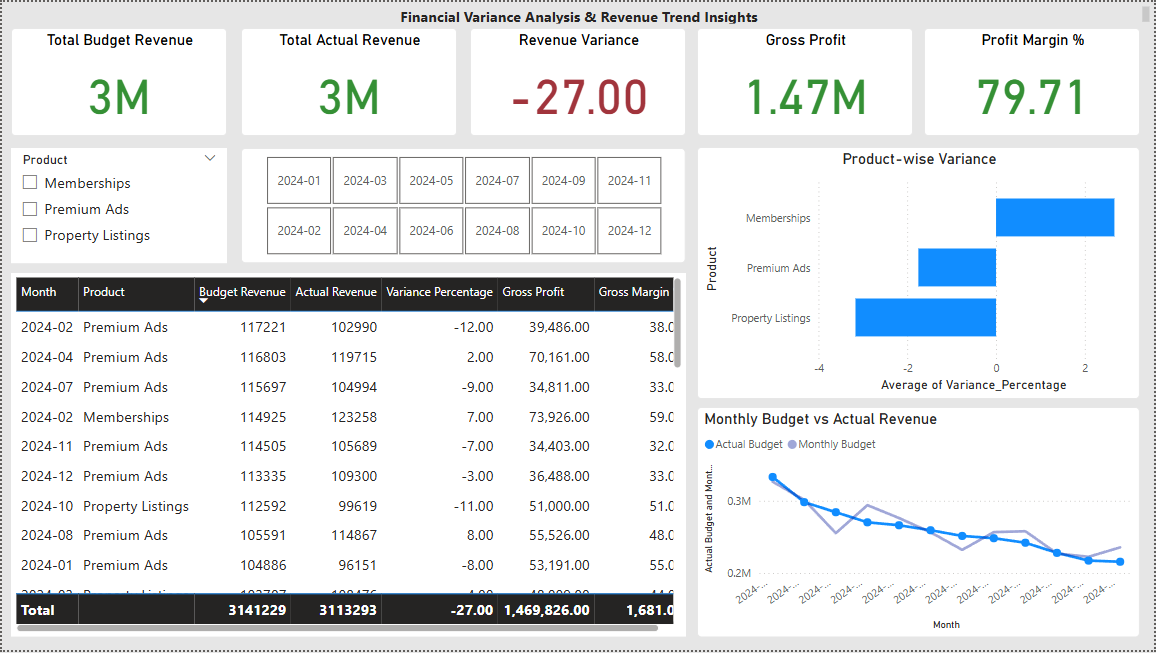 Financial Variance Analysis & Revenue Trend Insights
Total Budget Revenue
3M
Total Actual Revenue
3M
Revenue Variance
-27.00
Gross Profit
1.47M
Profit Margin %
79.71
Product
Memberships
Premium Ads
Property Listings
2024-01 2024-03 2024-05 2024-07 2024-09 2024-11
2024-02 2024-04 2024-06 2024-08 2024-10 2024-12
Month Product Budget Revenue Actual Revenue Variance Percentage Gross Profit Gross Margin
2024-02 Premium Ads 117221 102990 -12.00 39,486.00 38.0
2024-04 Premium Ads 116803 119715 2.00 70,161.00 58.0
2024-07 Premium Ads 115697 104994 -9.00 34,811.00 33.0
2024-02 Memberships 114925 123258 7.00 73,926.00 59.0
2024-11 Premium Ads 114505 105689 -7.00 34,403.00 32.0
2024-12 Premium Ads 113335 109300 -3.00 36,488.00 33.0
2024-10 Property Listings 112592 99619 -11.00 51,000.00 51.0
2024-08 Premium Ads 105591 114867 8.00 55,526.00 48.0
2024-01 Premium Ads 104886 96151 -8.00 53,191.00 55.0
Total 3141229 3113293 -27.00 1,469,826.00 1,681.0
Product-wise Variance
Product
Memberships
Premium Ads
Property Listings
-4 -2 0 2
Average of Variance_Percentage
Monthly Budget vs Actual Revenue
Actual Budget Monthly Budget
Actual Budget and Mont...
0.3M
0.2M
2024-... 2024-... 2024-... 2024-... 2024-... 2024-... 2024-... 2024-... 2024-... 2024-... 2024-... 2024-...
Month